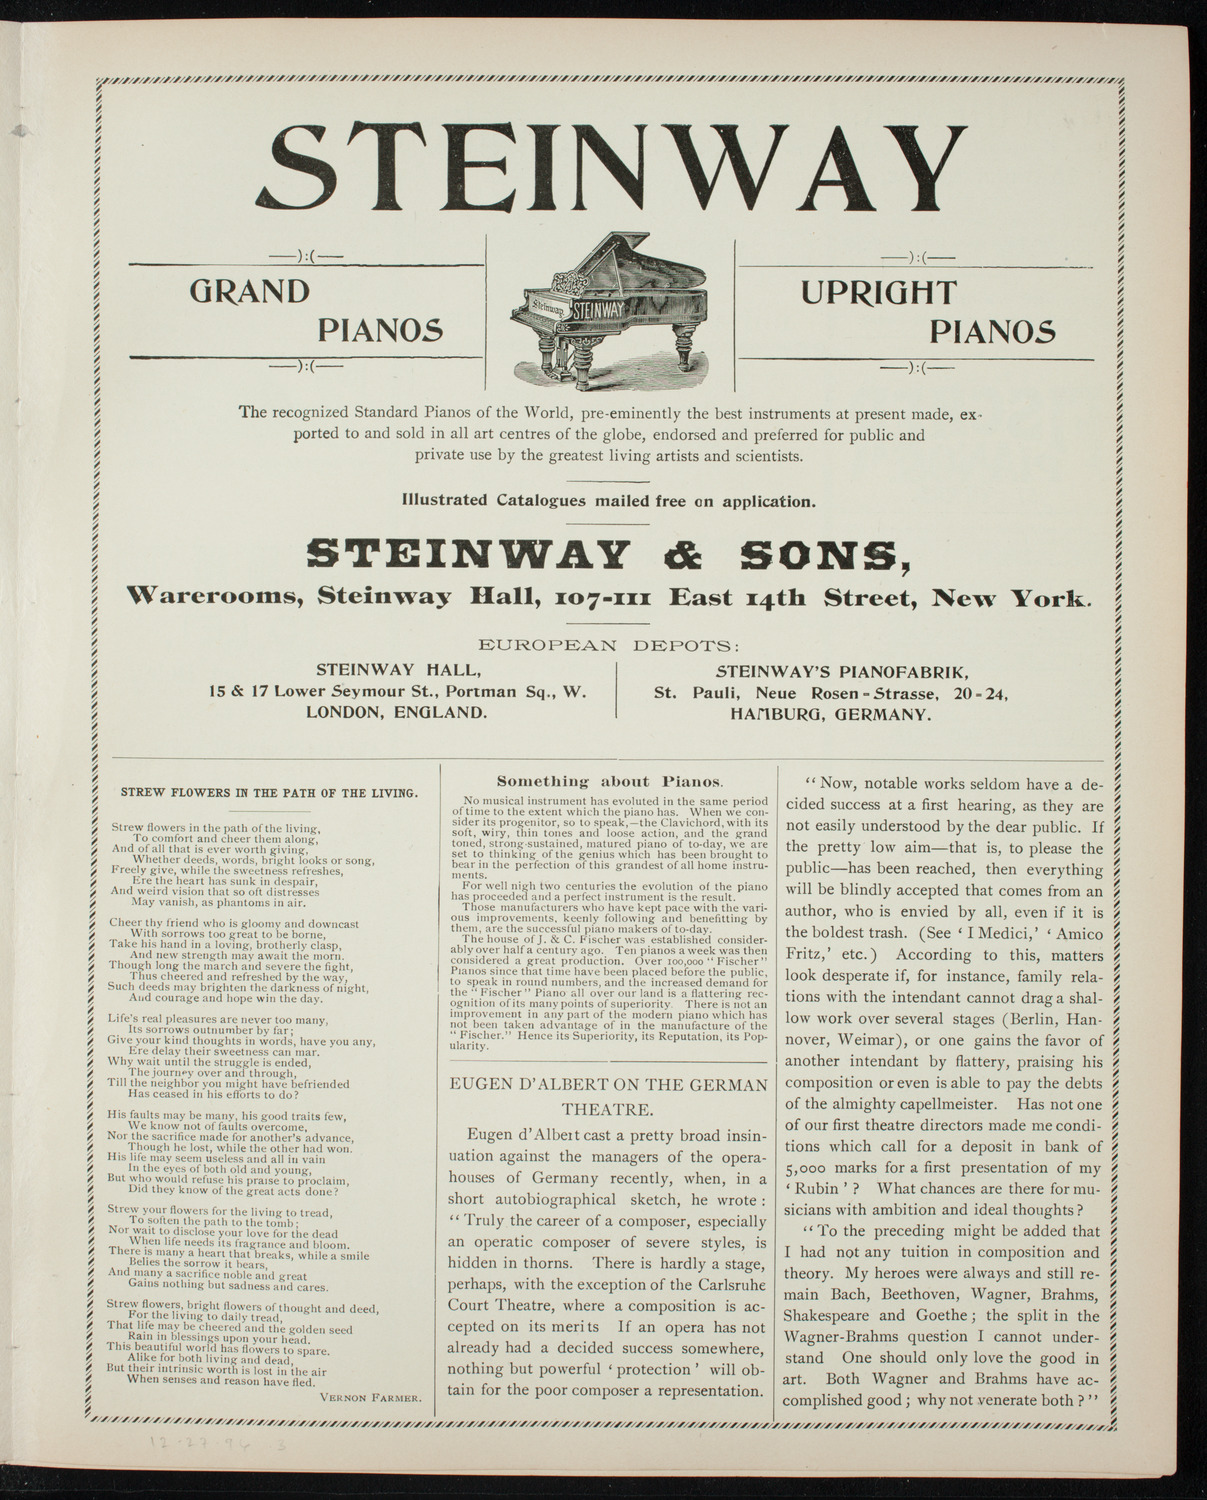 STEINWAY
GRAND
PIANOS
Steinway
STEINWAY
UPRIGHT
PIANOS
The recognized Standard Pianos of the World, pre-eminently the best instruments at present made, ex-
ported to and sold in all art centres of the globe, endorsed and preferred for public and
private use by the greatest living artists and scientists.
Illustrated Catalogues mailed free on application.
STEINWAY & SONS,
Warerooms, Steinway Hall, 107-111 East 14th Street, New York.
EUROPEAN DEPOTS:
STEINWAY HALL,
15 & 17 Lower Seymour St., Portman Sq., W.
LONDON, ENGLAND.
STEINWAY'S PIANOFABRIK,
St. Pauli, Neue Rosen-Strasse, 20-24,
HAMBURG, GERMANY.
STREW FLOWERS IN THE PATH OF THE LIVING.
Strew flowers in the path of the living,
To comfort and cheer them along,
And of all that is ever worth giving,
Whether deeds, words, bright looks or song,
Freely give, while the sweetness refreshes,
Ere the heart has sunk in despair,
And weird vision that so oft distresses
May vanish, as phantoms in air.
Cheer thy friend who is gloomy and downcast
With sorrows too great to be borne,
Take his hand in a loving, brotherly clasp,
And new strength may await the morn.
Though long the march and severe the fight,
Thus cheered and refreshed by the way,
Such deeds may brighten the darkness of night,
And courage and hope win the day.
Life's real pleasures are never too many,
Its sorrows outnumber by far;
Give your kind thoughts in words, have you any,
Ere delay their sweetness can mar.
Why wait until the struggle is ended,
The journey over and through,
Till the neighbor you might have befriended
Has ceased in his efforts to do?
His faults may be many, his good traits few,
We know not of faults overcome,
Nor the sacrifice made for another's advance,
Though he lost, while the other had won.
His life may seem useless and all in vain
In the eyes of both old and young,
But who would refuse his praise to proclaim,
Did they know of the great acts done?
Strew your flowers for the living to tread,
To soften the path to the tomb;
Nor wait to disclose your love for the dead
When life needs its fragrance and bloom.
There is many a heart that breaks, while a smile
Belies the sorrow it bears,
And many a sacrifice noble and great
Gains nothing but sadness and cares.
Strew flowers, bright flowers of thought and deed,
For the living to daily tread,
That life may be cheered and the golden seed
Rain in blessings upon your head.
This beautiful world has flowers to spare,
Alike for both living and dead,
But their intrinsic worth is lost in the air
When senses and reason have fled.
VERNON FARMER.
Something about Pianos.
No musical instrument has evoluted in the same period
of time to the extent which the piano has. When we con-
sider its progenitor, so to speak,—the Clavichord, with its
soft, wiry, thin tones and loose action, and the grand
toned, strong-sustained, matured piano of to-day, we are
set to thinking of the genius which has been brought to
bear in the perfection of this grandest of all home instru-
ments.
For well nigh two centuries the evolution of the piano
has proceeded and a perfect instrument is the result.
Those manufacturers who have kept pace with the vari-
ous improvements, keenly following and benefitting by
them, are the successful piano makers of to-day.
The house of J. & C. Fischer was established consider-
ably over half a century ago. Ten pianos a week was then
considered a great production. Over 100,000 "Fischer"
Pianos since that time have been placed before the public,
to speak in round numbers, and the increased demand for
the "Fischer" Piano all over our land is a flattering rec-
ognition of its many points of superiority. There is not an
improvement in any part of the modern piano which has
not been taken advantage of in the manufacture of the
"Fischer." Hence its Superiority, its Reputation, its Pop-
ularity.
EUGEN D'ALBERT ON THE GERMAN
THEATRE.
Eugen d'Albert cast a pretty broad insin-
uation against the managers of the opera-
houses of Germany recently, when, in a
short autobiographical sketch, he wrote:
"Truly the career of a composer, especially
an operatic composer of severe styles, is
hidden in thorns. There is hardly a stage,
perhaps, with the exception of the Carlsruhe
Court Theatre, where a composition is ac-
cepted on its merits If an opera has not
already had a decided success somewhere,
nothing but powerful 'protection' will ob-
tain for the poor composer a representation.
"Now, notable works seldom have a de-
cided success at a first hearing, as they are
not easily understood by the dear public. If
the pretty low aim—that is, to please the
public—has been reached, then everything
will be blindly accepted that comes from an
author, who is envied by all, even if it is
the boldest trash. (See 'I Medici,' 'Amico
Fritz,' etc.) According to this, matters
look desperate if, for instance, family rela-
tions with the intendant cannot drag a shal-
low work over several stages (Berlin, Han-
nover, Weimar), or one gains the favor of
another intendant by flattery, praising his
composition or even is able to pay the debts
of the almighty capellmeister. Has not one
of our first theatre directors made me condi-
tions which call for a deposit in bank of
5,000 marks for a first presentation of my
'Rubin'? What chances are there for mu-
sicians with ambition and ideal thoughts?
"To the preceding might be added that
I had not any tuition in composition and
theory. My heroes were always and still re-
main Bach, Beethoven, Wagner, Brahms,
Shakespeare and Goethe; the split in the
Wagner-Brahms question I cannot under-
stand One should only love the good in
art. Both Wagner and Brahms have ac-
complished good; why not venerate both?"
12-27-94 3